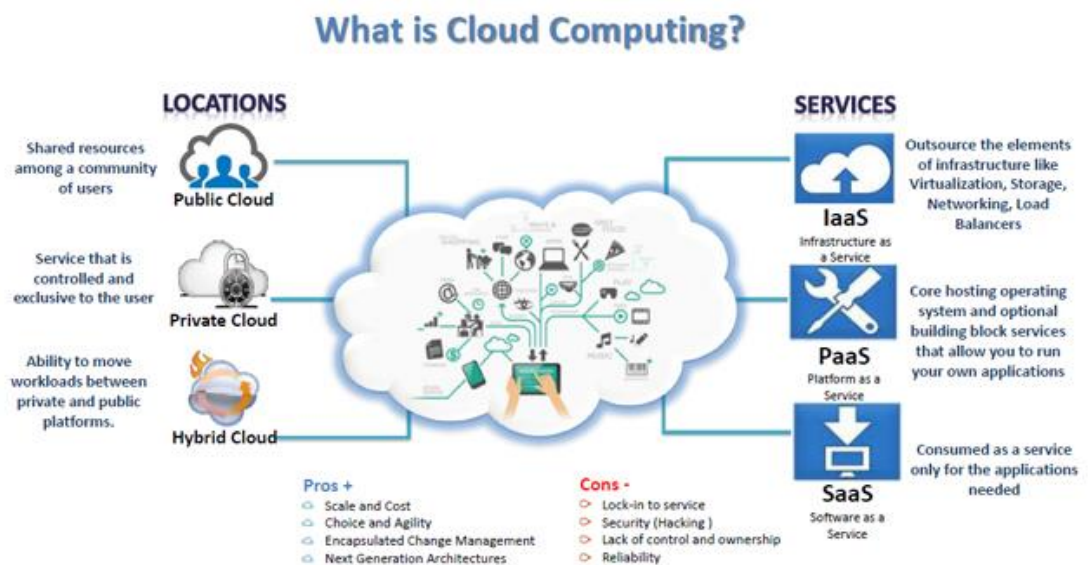 What is Cloud Computing?
LOCATIONS
Shared resources
among a community
of users
Public Cloud
Service that is
controlled and
exclusive to the user
Private Cloud
Ability to move
workloads between
private and public
platforms.
Hybrid Cloud
SERVICES
IaaS
Infrastructure as
a Service
Outsource the elements
of infrastructure like
Virtualization, Storage,
Networking, Load
Balancers
PaaS
Platform as a
Service
Core hosting operating
system and optional
building block services
that allow you to run
your own applications
SaaS
Software as a
Service
Consumed as a service
only for the applications
needed
PLAY
MUSIC
Pros +
Scale and Cost
Choice and Agility
Encapsulated Change Management
Next Generation Architectures
Cons -
Lock-in to service
Security (Hacking )
Lack of control and ownership
Reliability